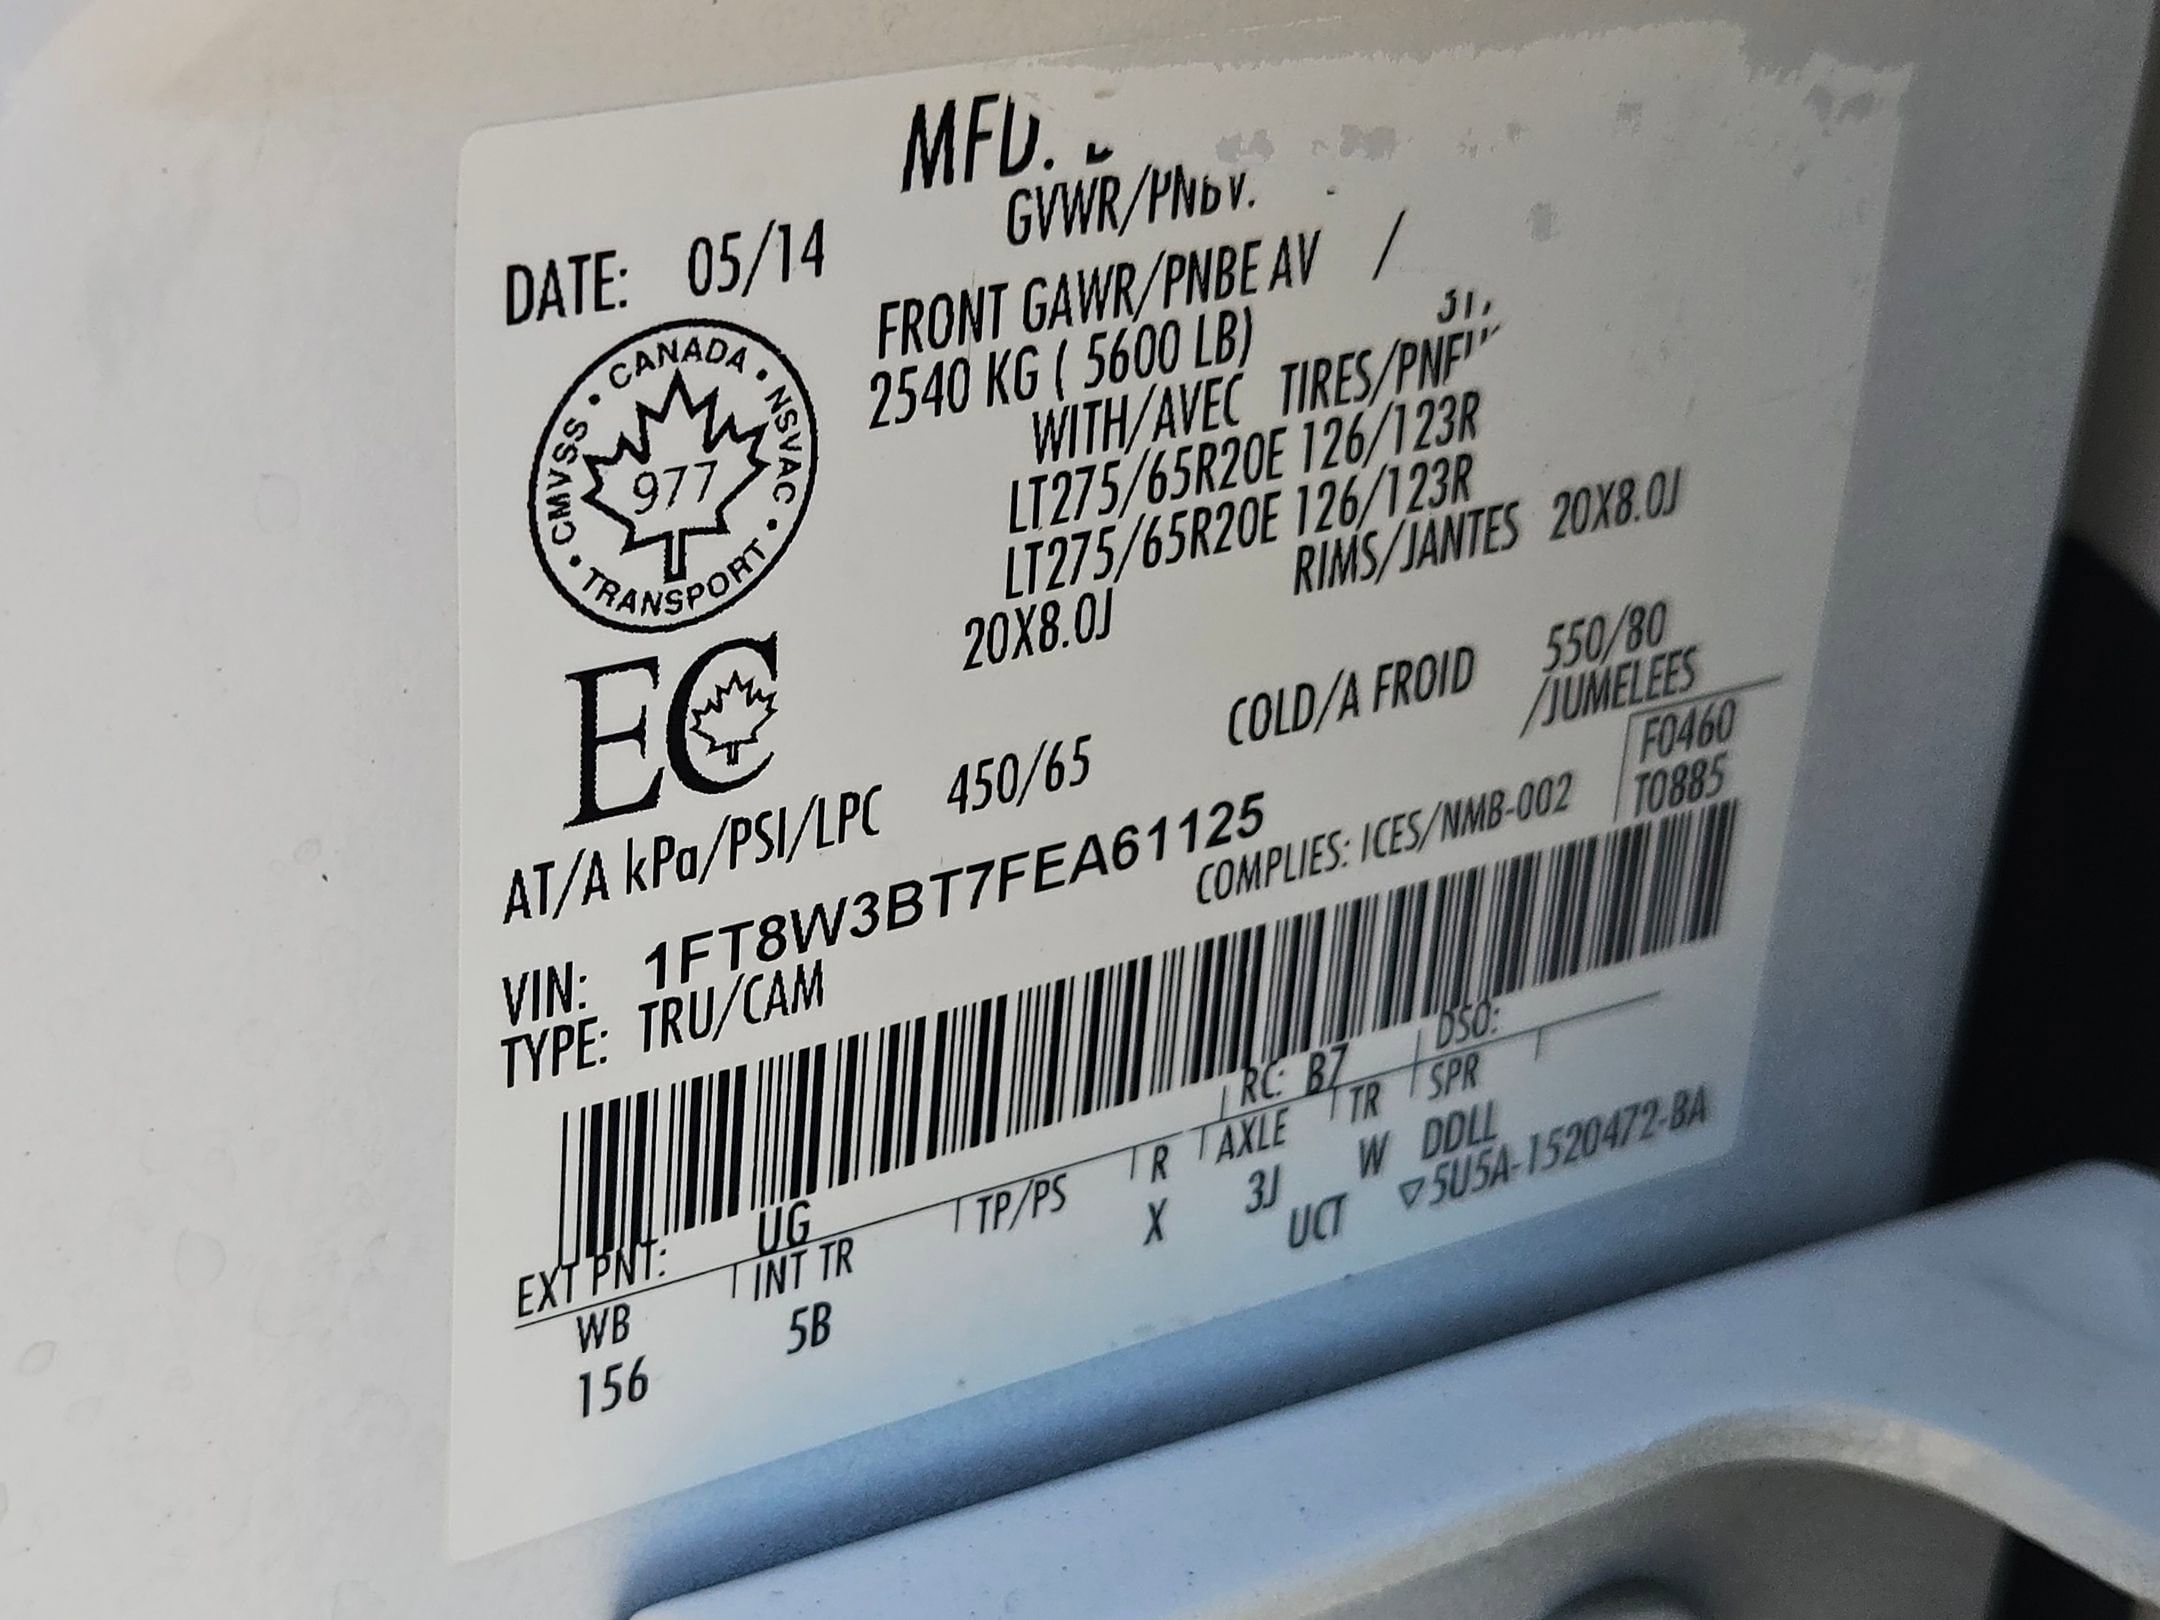 MFD.
DATE: 05/14
GVWR/PNBV.
FRONT GAWR/PNBE AV /
2540 KG ( 5600 LB)
WITH/AVEC TIRES/
LT275/65R20E 126/123R
LT275/65R20E 126/123R
20X8.0J RIMS/JANTES 20X8.0J
CANADA · NSVAC · TRANSPORT · CMVSS ·
977
EC
AT/A kPa/PSI/LPC 450/65 COLD/A FROID 550/80
/JUMELEES
VIN: 1FT8W3BT7FEA61125
COMPLIES: ICES/NMB-002
F0460
T0885
TYPE: TRU/CAM
EXT PNT: UG RC: B7 DSO:
WB INT TR TP/PS R AXLE TR SPR
156 5B X 3J W DDLL
UCT ▽5U5A-1520472-BA